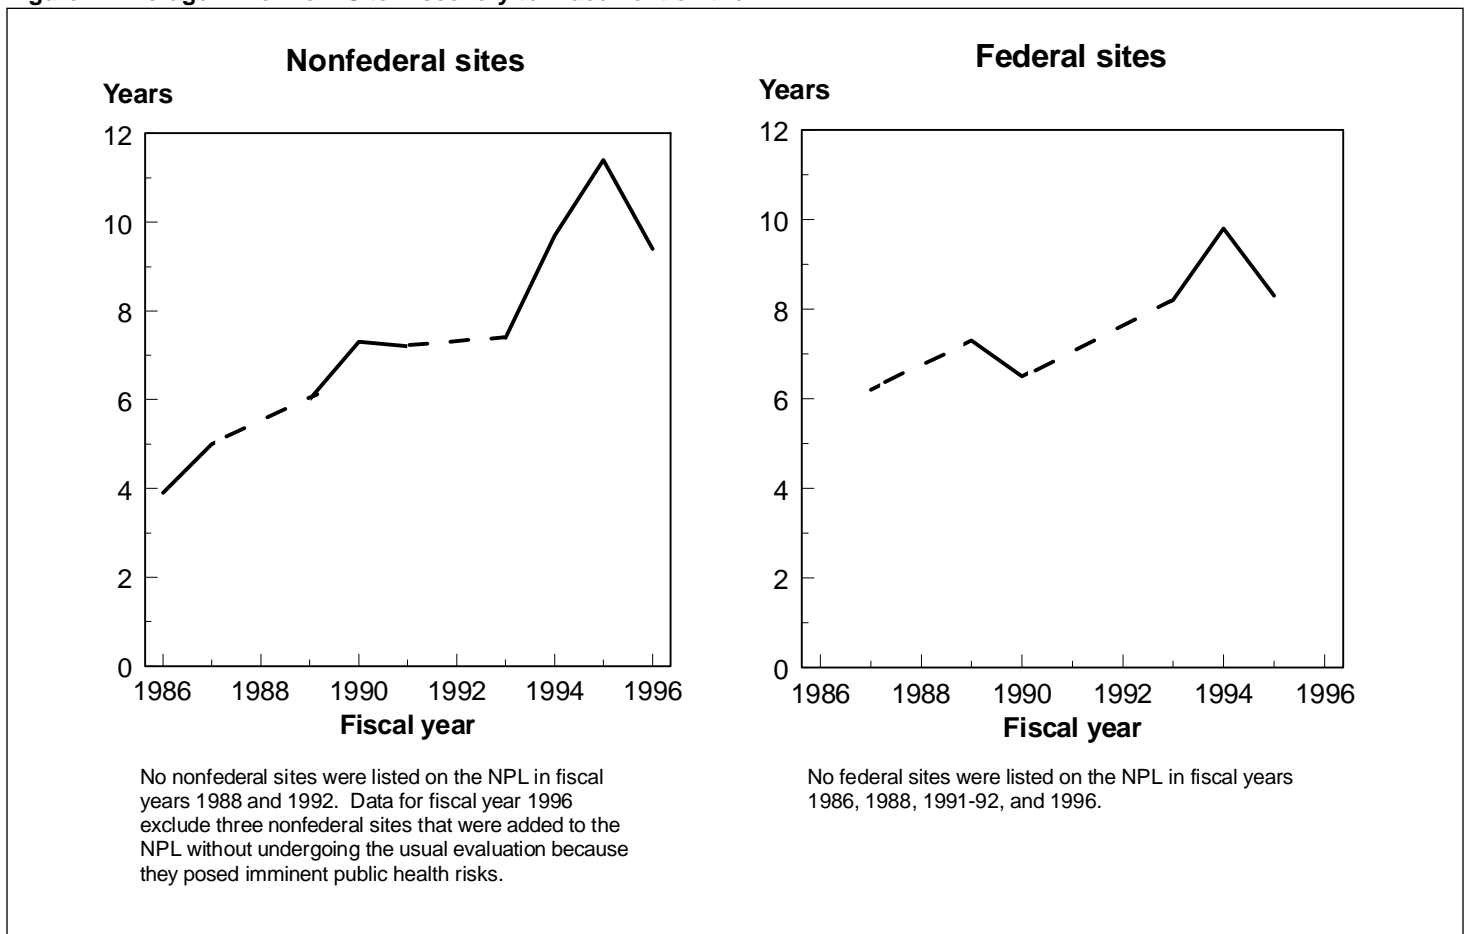 Nonfederal sites
Years
12
10
8
6
4
2
0
1986 1988 1990 1992 1994 1996
Fiscal year
No nonfederal sites were listed on the NPL in fiscal
years 1988 and 1992. Data for fiscal year 1996
exclude three nonfederal sites that were added to the
NPL without undergoing the usual evaluation because
they posed imminent public health risks.
Federal sites
Years
12
10
8
6
4
2
0
1986 1988 1990 1992 1994 1996
Fiscal year
No federal sites were listed on the NPL in fiscal years
1986, 1988, 1991-92, and 1996.